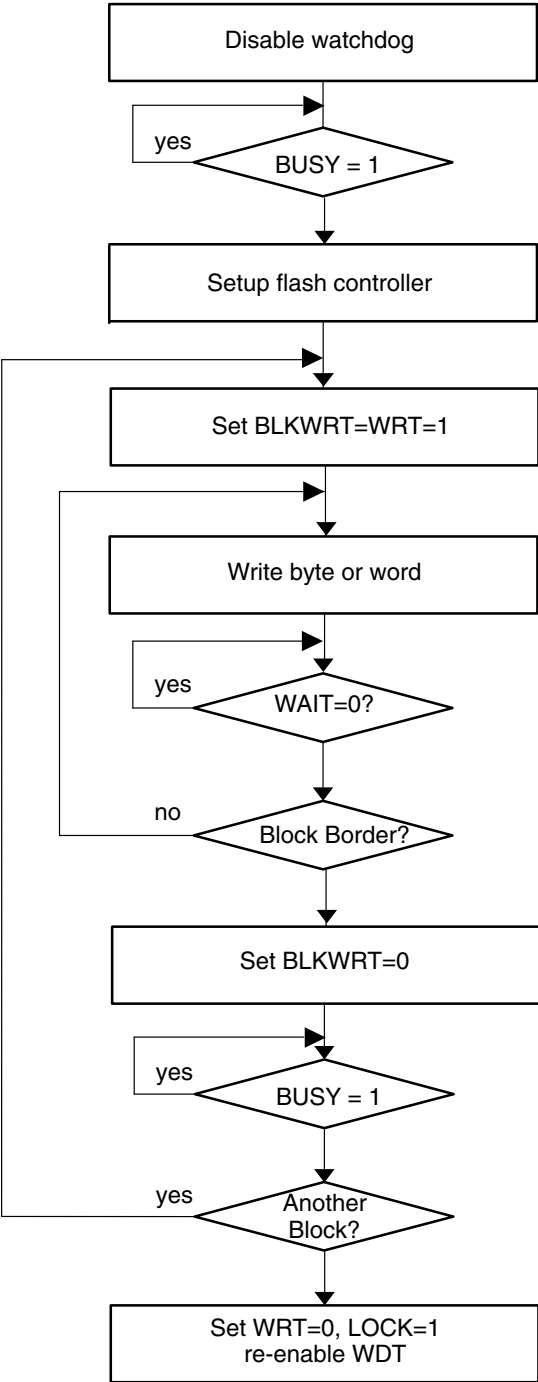 Disable watchdog
yes
BUSY = 1
Setup flash controller
Set BLKWRT=WRT=1
Write byte or word
yes
WAIT=0?
no
Block Border?
Set BLKWRT=0
yes
BUSY = 1
yes
Another
Block?
Set WRT=0, LOCK=1
re-enable WDT